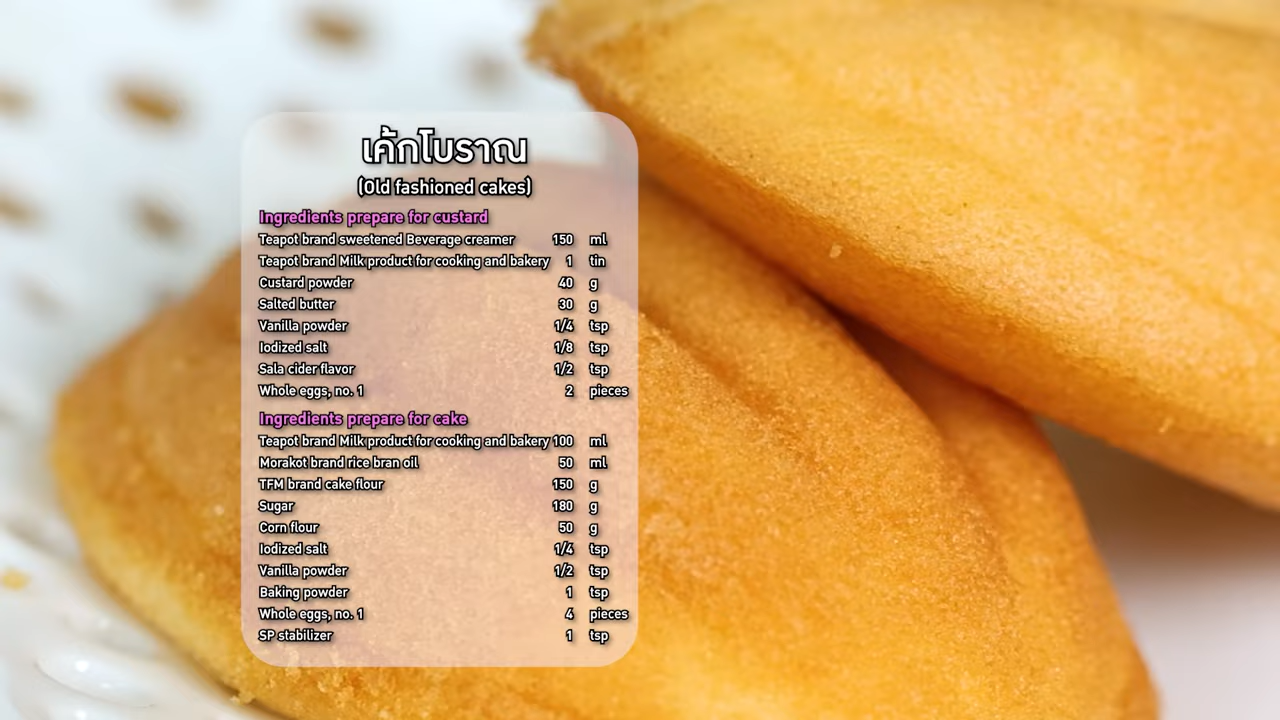 เค้กโบราณ
(Old fashioned cakes)
Ingredients prepare for custard
Teapot brand sweetened Beverage creamer 150 ml
Teapot brand Milk product for cooking and bakery 1 tin
Custard powder 40 g
Salted butter 30 g
Vanilla powder 1/4 tsp
Iodized salt 1/8 tsp
Sala cider flavor 1/2 tsp
Whole eggs, no. 1 2 pieces
Ingredients prepare for cake
Teapot brand Milk product for cooking and bakery 100 ml
Morakot brand rice bran oil 50 ml
TFM brand cake flour 150 g
Sugar 180 g
Corn flour 50 g
Iodized salt 1/4 tsp
Vanilla powder 1/2 tsp
Baking powder 1 tsp
Whole eggs, no. 1 4 pieces
SP stabilizer 1 tsp